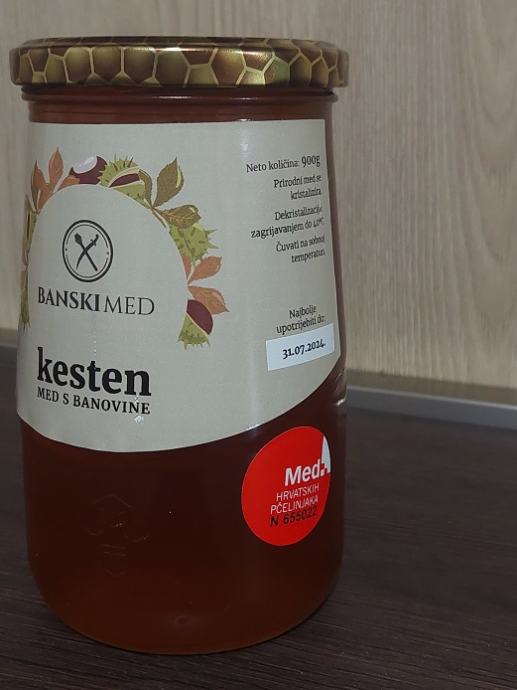 BANSKI MED
kesten
MED S BANOVINE
Neto količina: 900g
Prirodni med se
kristalizira.
Dekristalizacija
zagrijavanjem do 40°C.
Čuvati na sobnoj
temperaturi.
Najbolje
upotrijebiti do:
31.07.2024.
Med
HRVATSKIH
PČELINJAKA
N 655022